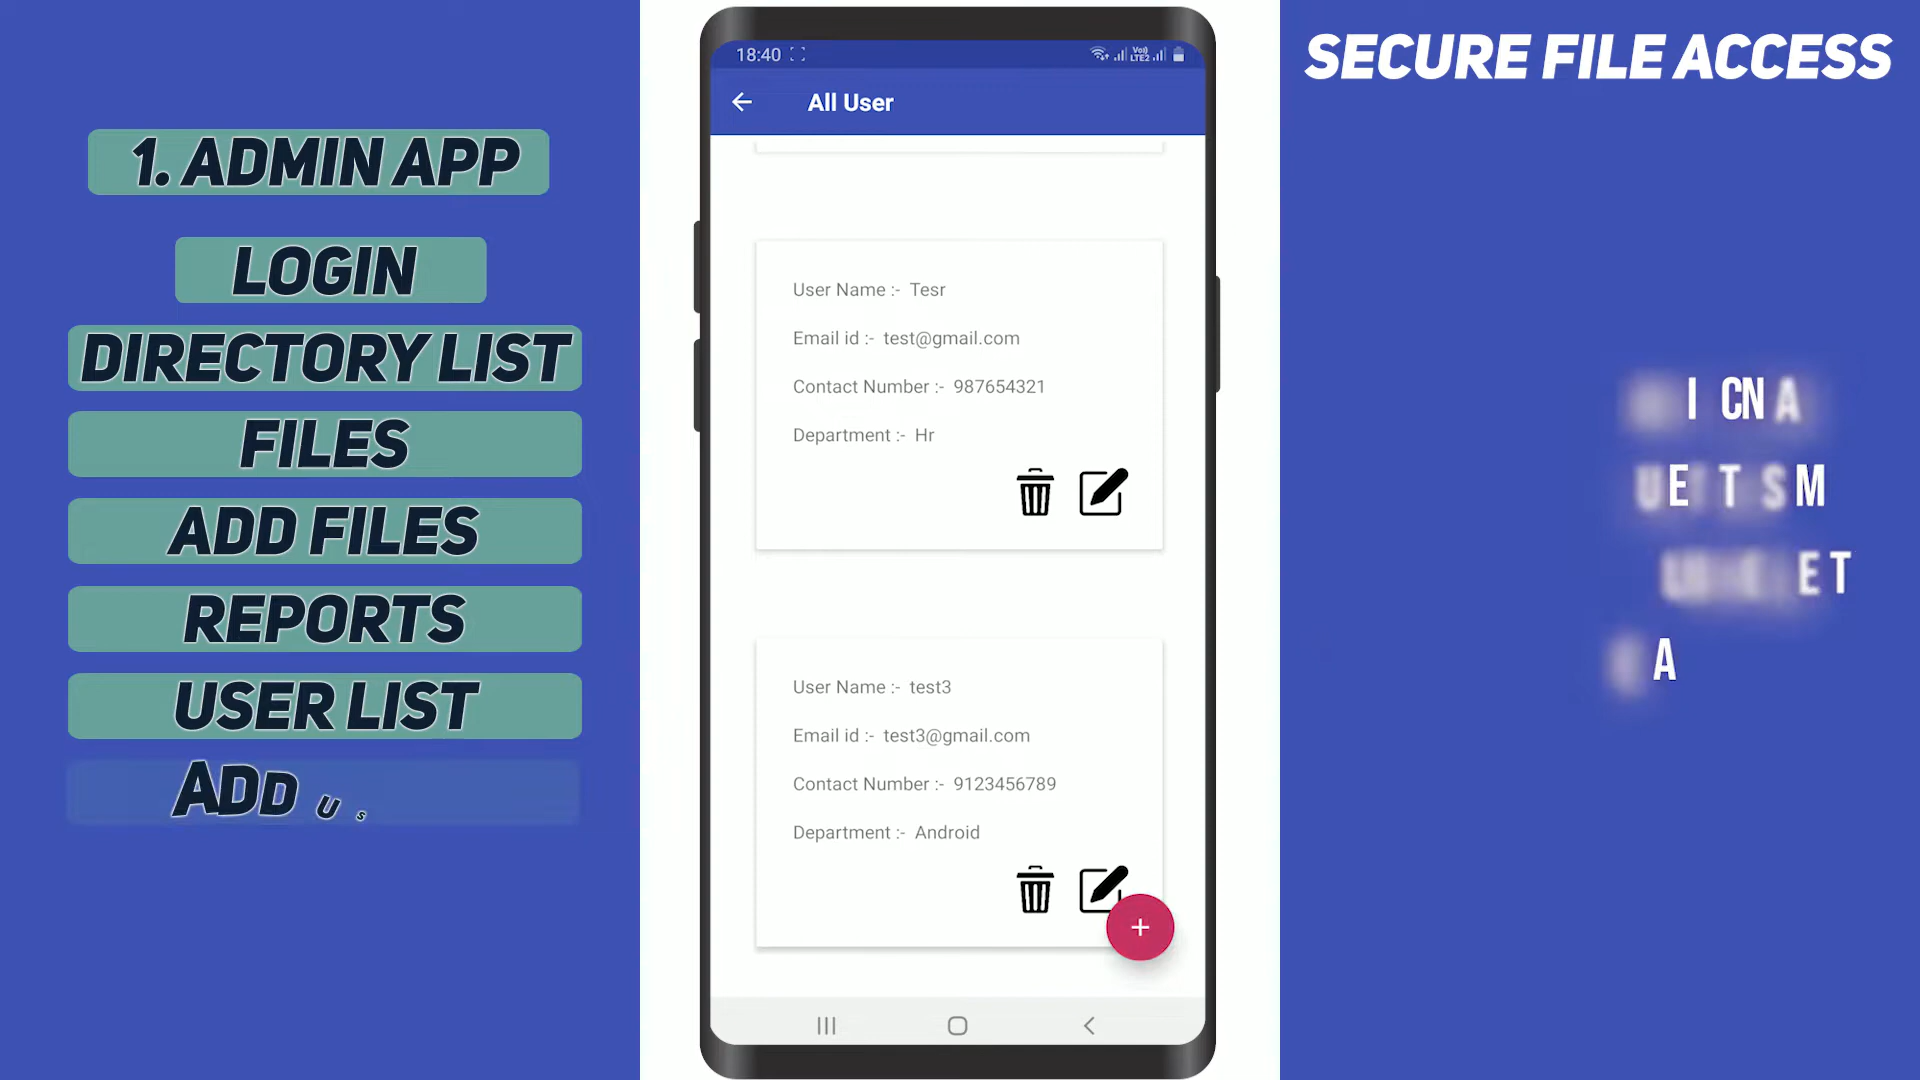 1. ADMIN APP
LOGIN
DIRECTORY LIST
FILES
ADD FILES
REPORTS
USER LIST
ADD
18:40
All User
User Name :- Tesr
Email id :- test@gmail.com
Contact Number :- 987654321
Department :- Hr
User Name :- test3
Email id :- test3@gmail.com
Contact Number :- 9123456789
Department :- Android
SECURE FILE ACCESS